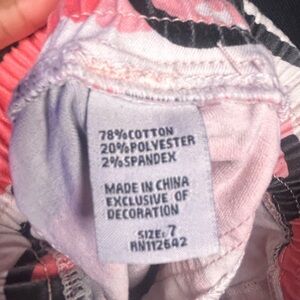 78%COTTON
20%POLYESTER
2%SPANDEX
MADE IN CHINA
EXCLUSIVE OF
DECORATION
SIZE: 7
RN112642